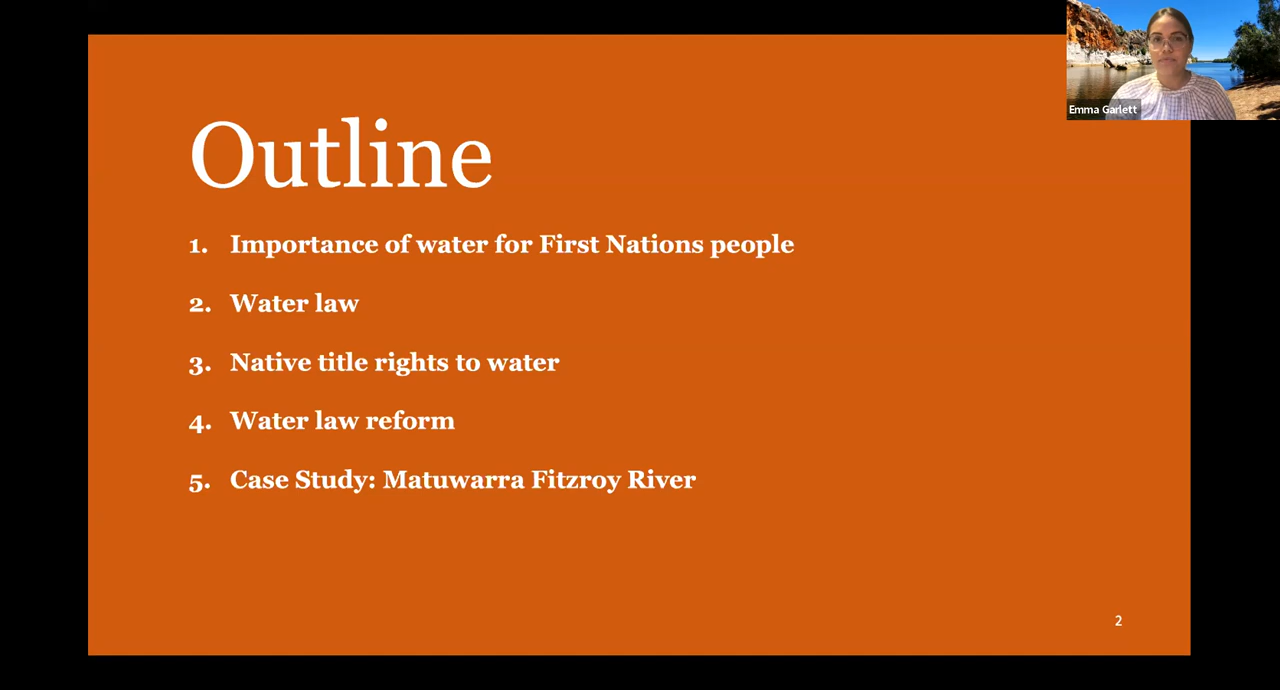 Emma Garlett
Outline
1. Importance of water for First Nations people
2. Water law
3. Native title rights to water
4. Water law reform
5. Case Study: Matuwarra Fitzroy River
2